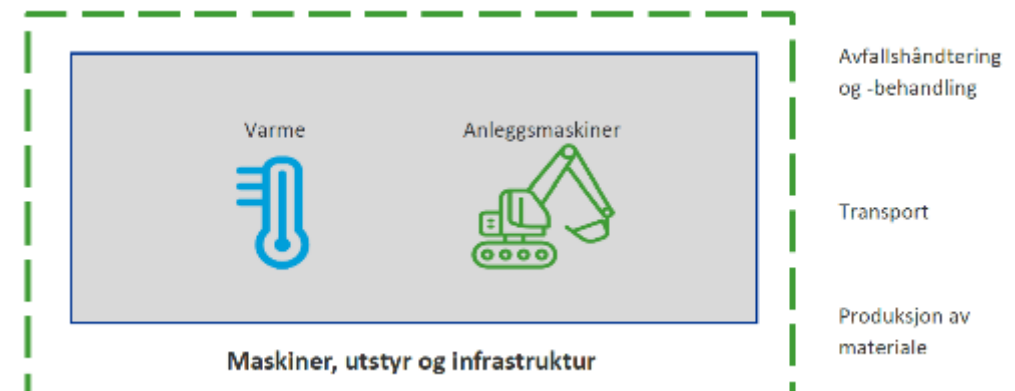 Varme
Anleggsmaskiner
Maskiner, utstyr og infrastruktur
Avfallshåndtering
og -behandling
Transport
Produksjon av
materiale